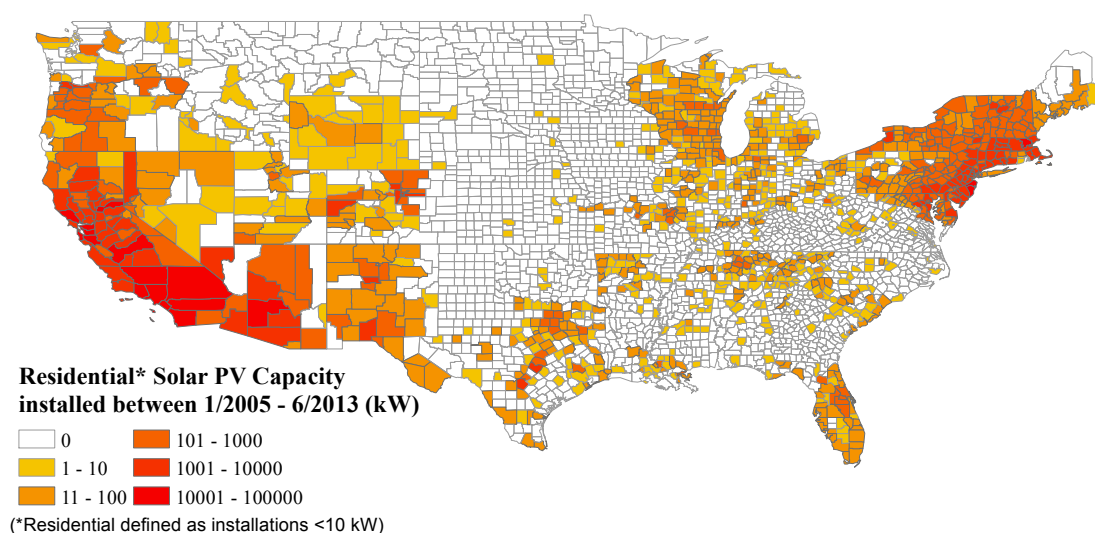 Residential* Solar PV Capacity
installed between 1/2005 - 6/2013 (kW)
0
101 - 1000
1 - 10
1001 - 10000
11 - 100
10001 - 100000
(*Residential defined as installations <10 kW)